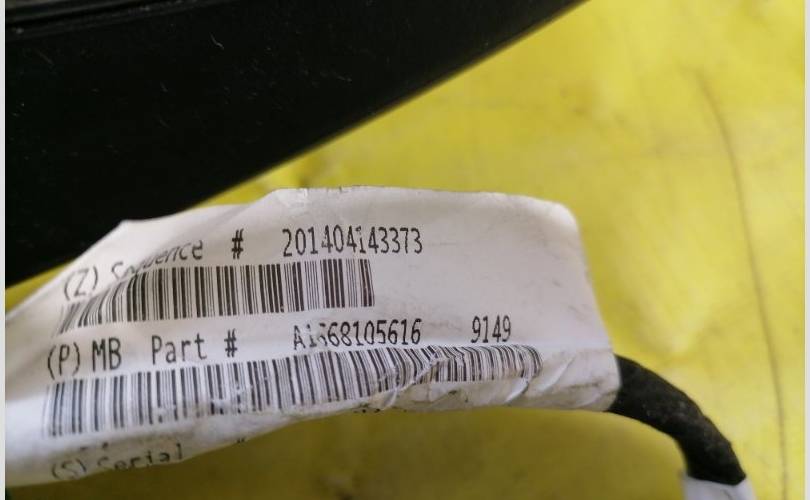 (Z) Sequence # 201404143373
(P) MB Part # A1668105616 9149
(S) Serial